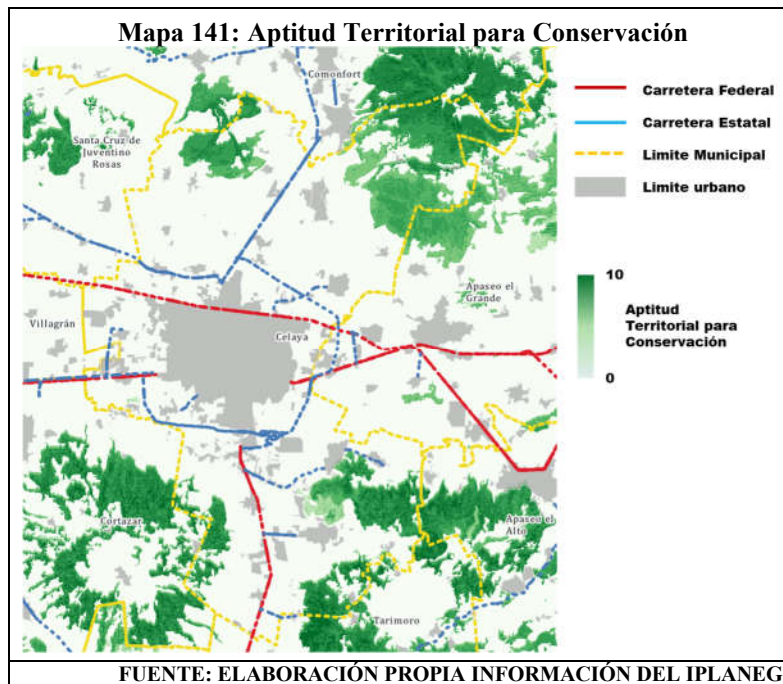 Mapa 141: Aptitud Territorial para Conservación
Comonfort
Santa Cruz de
Juventino
Rosas
Apaseo el
Grande
Villagrán
Celaya
Cortazar
Apaseo el
Alto
Tarimoro
Carretera Federal
Carretera Estatal
Limite Municipal
Limite urbano
10
Aptitud
Territorial para
Conservación
0
FUENTE: ELABORACIÓN PROPIA INFORMACIÓN DEL IPLANEG